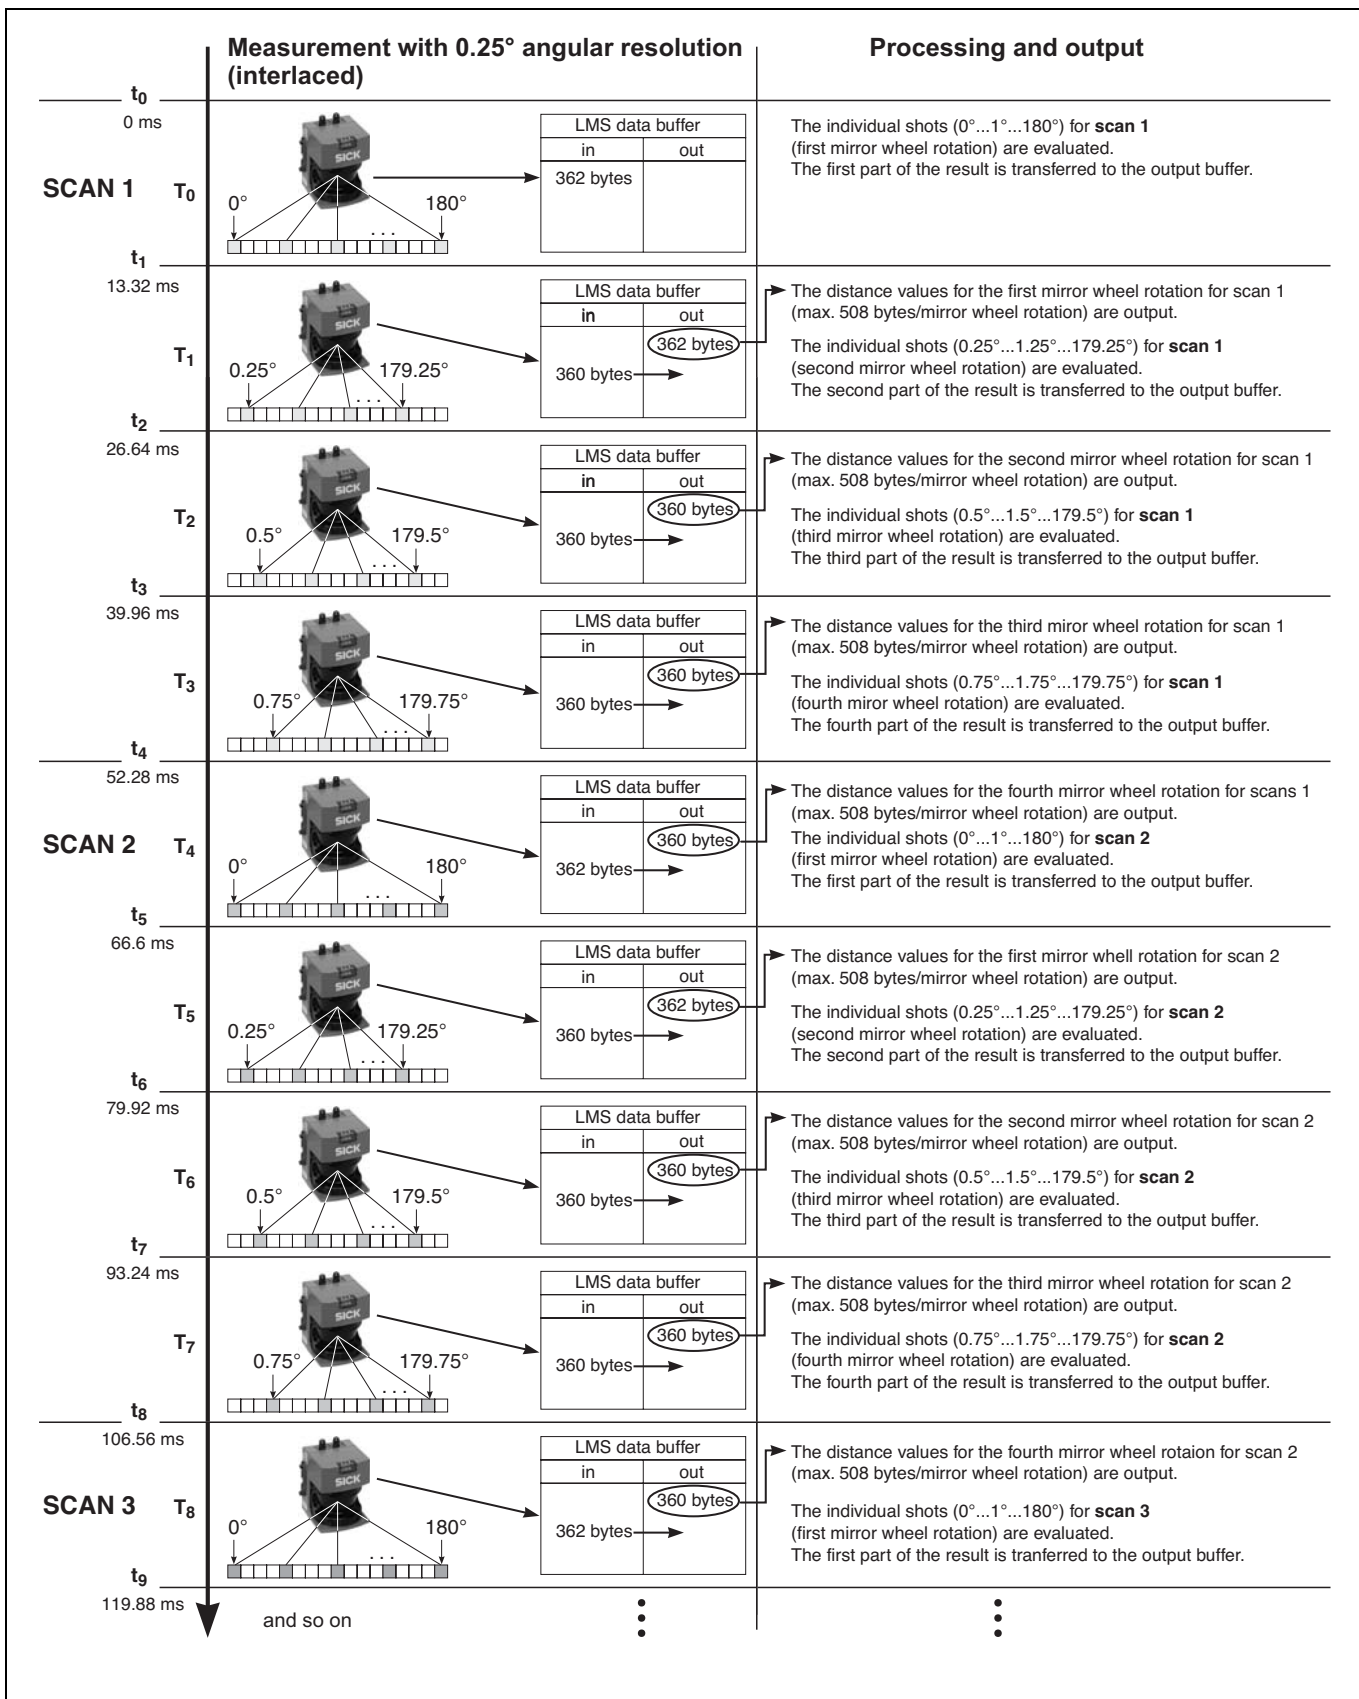 Measurement with 0.25° angular resolution
(interlaced)
Processing and output
t0
0 ms
SCAN 1
T0
SICK
0°
180°
. . .
LMS data buffer
in out
362 bytes
The individual shots (0°...1°...180°) for scan 1
(first mirror wheel rotation) are evaluated.
The first part of the result is transferred to the output buffer.
t1
13.32 ms
T1
SICK
0.25°
179.25°
. . .
LMS data buffer
in out
362 bytes
360 bytes
The distance values for the first mirror wheel rotation for scan 1
(max. 508 bytes/mirror wheel rotation) are output.
The individual shots (0.25°...1.25°...179.25°) for scan 1
(second mirror wheel rotation) are evaluated.
The second part of the result is transferred to the output buffer.
t2
26.64 ms
T2
SICK
0.5°
179.5°
. . .
LMS data buffer
in out
360 bytes
360 bytes
The distance values for the second mirror wheel rotation for scan 1
(max. 508 bytes/mirror wheel rotation) are output.
The individual shots (0.5°...1.5°...179.5°) for scan 1
(third mirror wheel rotation) are evaluated.
The third part of the result is transferred to the output buffer.
t3
39.96 ms
T3
SICK
0.75°
179.75°
. . .
LMS data buffer
in out
360 bytes
360 bytes
The distance values for the third miror wheel rotation for scan 1
(max. 508 bytes/mirror wheel rotation) are output.
The individual shots (0.75°...1.75°...179.75°) for scan 1
(fourth miror wheel rotation) are evaluated.
The fourth part of the result is transferred to the output buffer.
t4
52.28 ms
SCAN 2
T4
SICK
0°
180°
. . .
LMS data buffer
in out
360 bytes
362 bytes
The distance values for the fourth mirror wheel rotation for scans 1
(max. 508 bytes/mirror wheel rotation) are output.
The individual shots (0°...1°...180°) for scan 2
(first mirror wheel rotation) are evaluated.
The first part of the result is transferred to the output buffer.
t5
66.6 ms
T5
SICK
0.25°
179.25°
. . .
LMS data buffer
in out
362 bytes
360 bytes
The distance values for the first mirror whell rotation for scan 2
(max. 508 bytes/mirror wheel rotation) are output.
The individual shots (0.25°...1.25°...179.25°) for scan 2
(second mirror wheel rotation) are evaluated.
The second part of the result is transferred to the output buffer.
t6
79.92 ms
T6
SICK
0.5°
179.5°
. . .
LMS data buffer
in out
360 bytes
360 bytes
The distance values for the second mirror wheel rotation for scan 2
(max. 508 bytes/mirror wheel rotation) are output.
The individual shots (0.5°...1.5°...179.5°) for scan 2
(third mirror wheel rotation) are evaluated.
The third part of the result is transferred to the output buffer.
t7
93.24 ms
T7
SICK
0.75°
179.75°
. . .
LMS data buffer
in out
360 bytes
360 bytes
The distance values for the third mirror wheel rotation for scan 2
(max. 508 bytes/mirror wheel rotation) are output.
The individual shots (0.75°...1.75°...179.75°) for scan 2
(fourth mirror wheel rotation) are evaluated.
The fourth part of the result is transferred to the output buffer.
t8
106.56 ms
SCAN 3
T8
SICK
0°
180°
. . .
LMS data buffer
in out
360 bytes
362 bytes
The distance values for the fourth mirror wheel rotaion for scan 2
(max. 508 bytes/mirror wheel rotation) are output.
The individual shots (0°...1°...180°) for scan 3
(first mirror wheel rotation) are evaluated.
The first part of the result is tranferred to the output buffer.
t9
119.88 ms
and so on